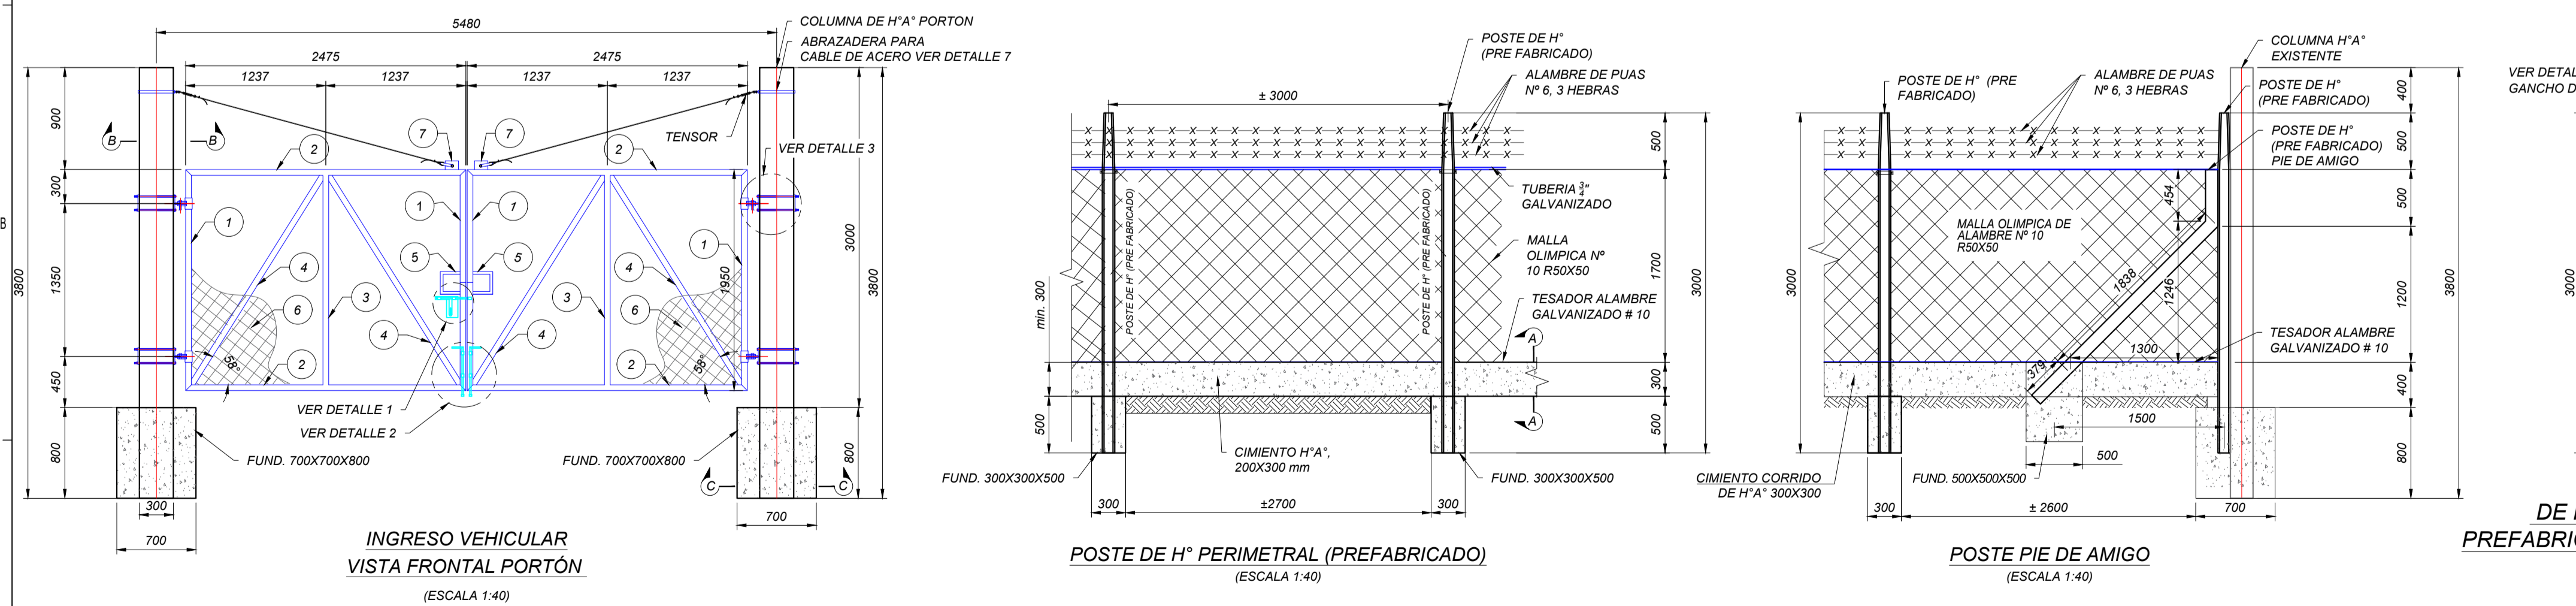 5480
COLUMNA DE H°A° PORTON
ABRAZADERA PARA
CABLE DE ACERO VER DETALLE 7
2475
2475
1237
1237
1237
1237
900
B
B
7
7
TENSOR
2
2
VER DETALLE 3
300
1
1
1
1
3800
1350
3000
3800
5
5
1950
4
4
3
3
6
6
4
4
58°
58°
2
2
450
VER DETALLE 1
VER DETALLE 2
800
800
FUND. 700X700X800
FUND. 700X700X800
C
C
300
700
700
INGRESO VEHICULAR
VISTA FRONTAL PORTÓN
(ESCALA 1:40)
B
POSTE DE H°
(PRE FABRICADO)
ALAMBRE DE PUAS
Nº 6, 3 HEBRAS
± 3000
X X X X X X X X X X X X X X X X X X X X X
X X X X X X X X X X X X X X X X X X X X X
X X X X X X X X X X X X X X X X X X X X X
500
TUBERIA 3/4"
GALVANIZADO
POSTE DE H° (PRE FABRICADO)
POSTE DE H° (PRE FABRICADO)
MALLA
OLIMPICA Nº
10 R50X50
1700
3000
min. 300
TESADOR ALAMBRE
GALVANIZADO # 10
A
A
300
500
500
CIMIENTO H°A°,
200X300 mm
FUND. 300X300X500
FUND. 300X300X500
300
±2700
300
POSTE DE H° PERIMETRAL (PREFABRICADO)
(ESCALA 1:40)
COLUMNA H°A°
EXISTENTE
POSTE DE H° (PRE
FABRICADO)
ALAMBRE DE PUAS
Nº 6, 3 HEBRAS
POSTE DE H°
(PRE FABRICADO)
POSTE DE H°
(PRE FABRICADO)
PIE DE AMIGO
X X X X X X X X X X X X X X X X X X X
X X X X X X X X X X X X X X X X X X X
X X X X X X X X X X X X X X X X X X X
400
500
500
454
MALLA OLIMPICA DE
ALAMBRE Nº 10
R50X50
3000
1838
1246
1200
3800
TESADOR ALAMBRE
GALVANIZADO # 10
1300
379
400
1500
800
CIMIENTO CORRIDO
DE H°A° 300X300
FUND. 500X500X500
500
300
± 2600
700
POSTE PIE DE AMIGO
(ESCALA 1:40)
VER DETAL
GANCHO D
3000
DE
PREFABRIC